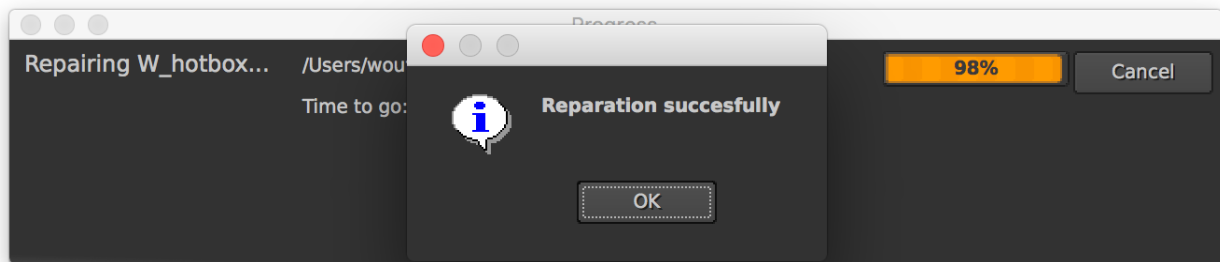 Progress
Repairing W_hotbox...
/Users/wou
98%
Cancel
Time to go:
Reparation succesfully
OK